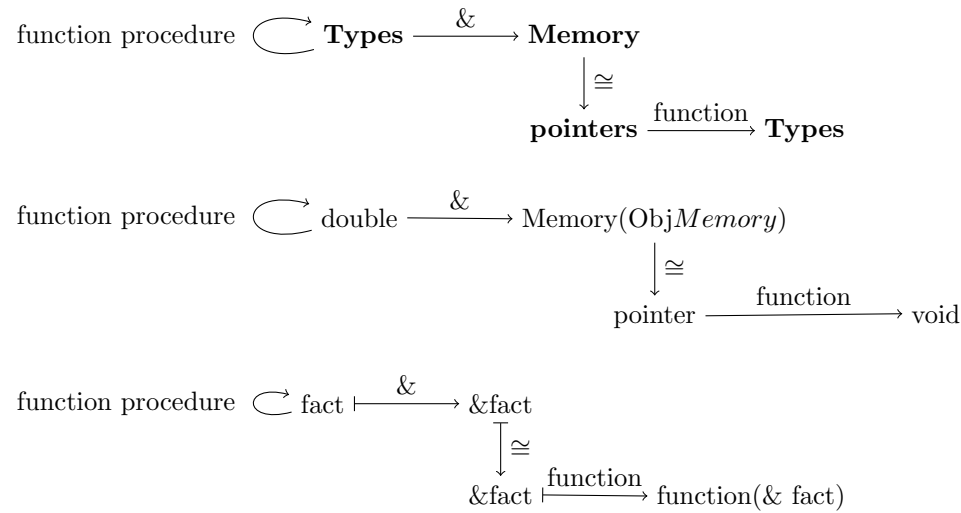 function procedure Types & Memory
≅
pointers function Types
function procedure double & Memory(ObjMemory)
≅
pointer function void
function procedure fact & &fact
≅
&fact function function(& fact)